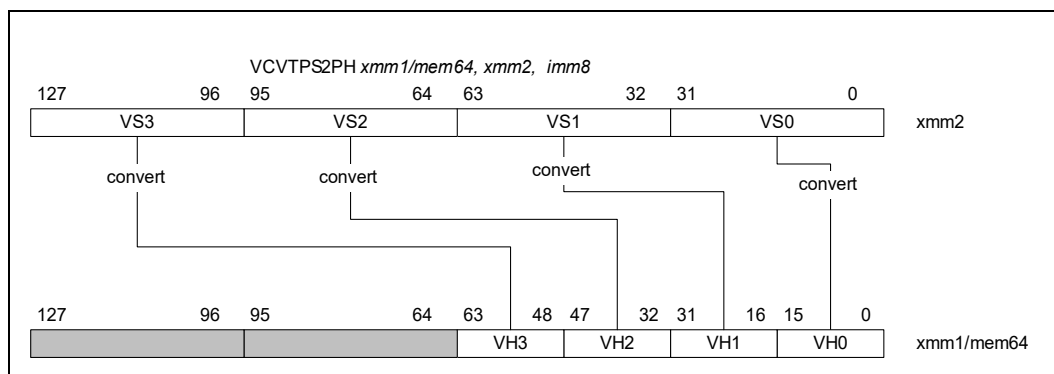 VCVTPS2PH xmm1/mem64, xmm2, imm8
127 96 95 64 63 32 31 0
VS3 VS2 VS1 VS0 xmm2
convert convert convert convert
127 96 95 64 63 48 47 32 31 16 15 0
VH3 VH2 VH1 VH0 xmm1/mem64